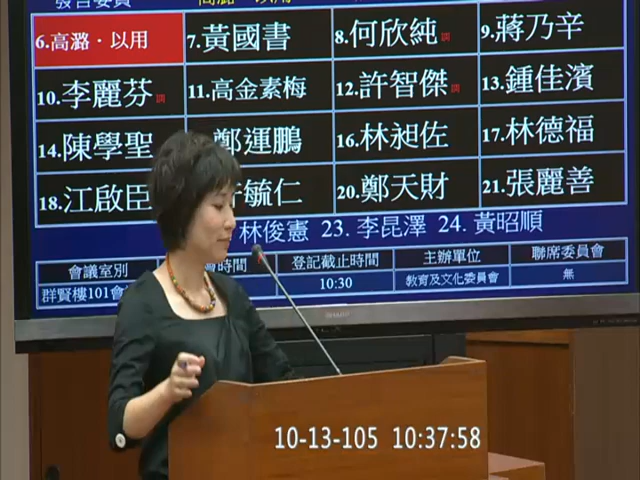 6.高潞．以用 7.黃國書 8.何欣純 9.蔣乃辛
10.李麗芬 11.高金素梅 12.許智傑 13.鍾佳濱
14.陳學聖 鄭運鵬 16.林昶佐 17.林德福
18.江啟臣 毓仁 20.鄭天財 21.張麗善
林俊憲 23. 李昆澤 24. 黃昭順
會議室別 會時間 登記截止時間 主辦單位 聯席委員會
群賢樓101會 10:30 教育及文化委員會 無
10-13-105 10:37:58